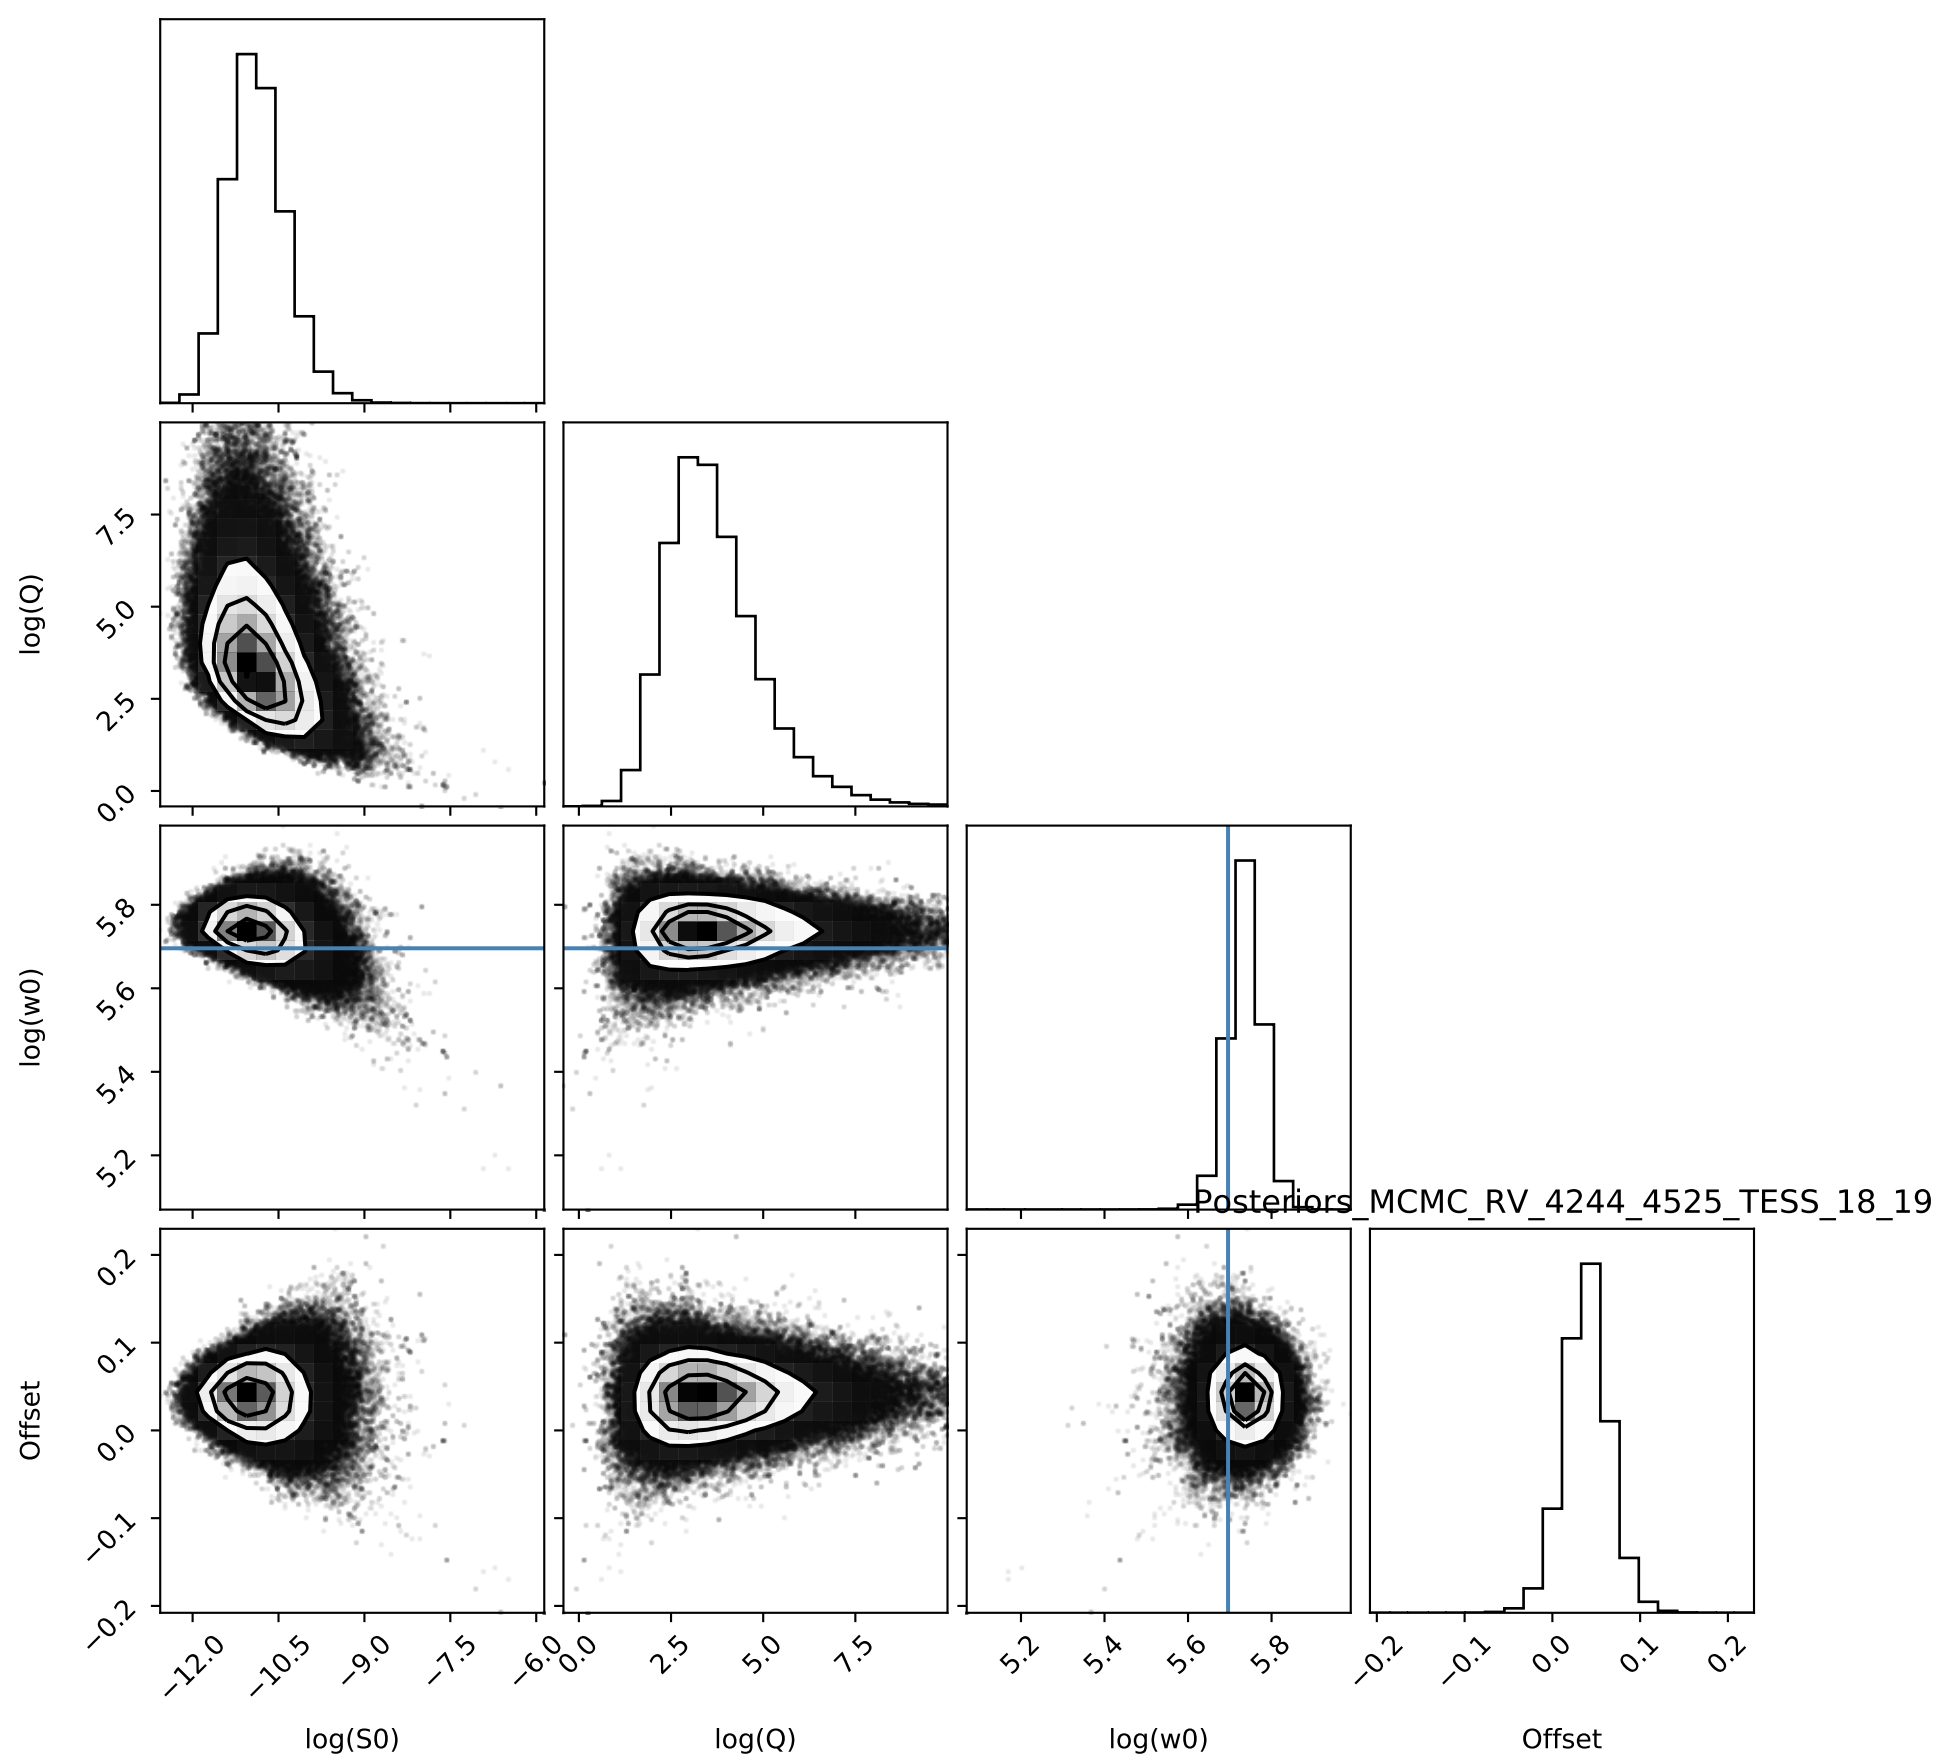 log(Q)
7.5
5.0
2.5
0.0
log(w0)
5.8
5.6
5.4
5.2
Posteriors_MCMC_RV_4244_4525_TESS_18_19
Offset
0.2
0.1
0.0
−0.1
−0.2
−12.0 −10.5 −9.0 −7.5 −6.0
0.0 2.5 5.0 7.5
5.2 5.4 5.6 5.8
−0.2 −0.1 0.0 0.1 0.2
log(S0) log(Q) log(w0) Offset